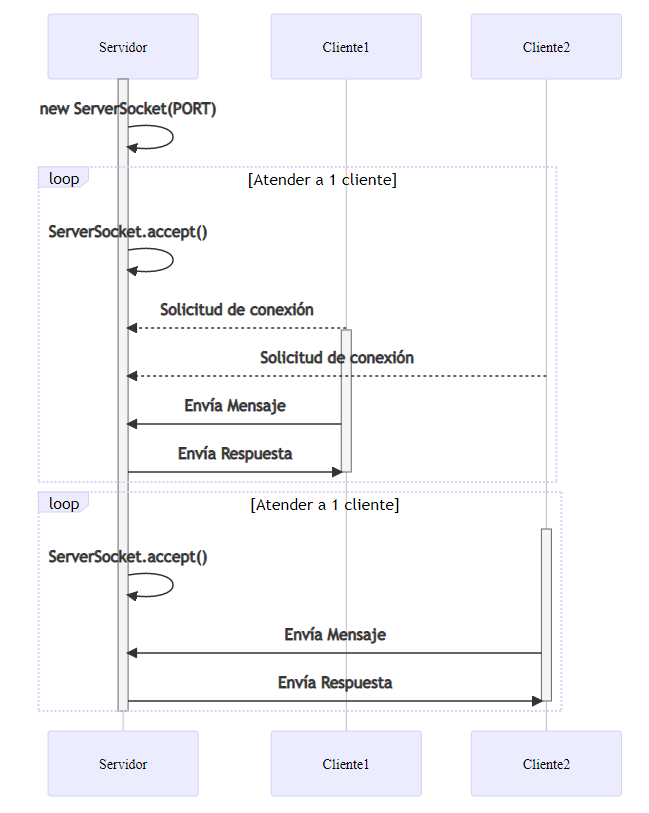 Servidor
Cliente1
Cliente2
new ServerSocket(PORT)
loop
[Atender a 1 cliente]
ServerSocket.accept()
Solicitud de conexión
Solicitud de conexión
Envía Mensaje
Envía Respuesta
loop
[Atender a 1 cliente]
ServerSocket.accept()
Envía Mensaje
Envía Respuesta
Servidor
Cliente1
Cliente2